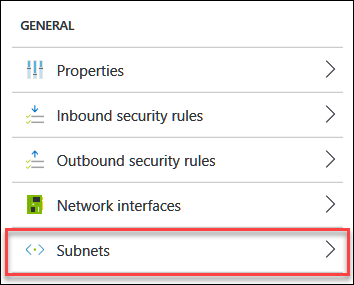 GENERAL
Properties
Inbound security rules
Outbound security rules
Network interfaces
Subnets